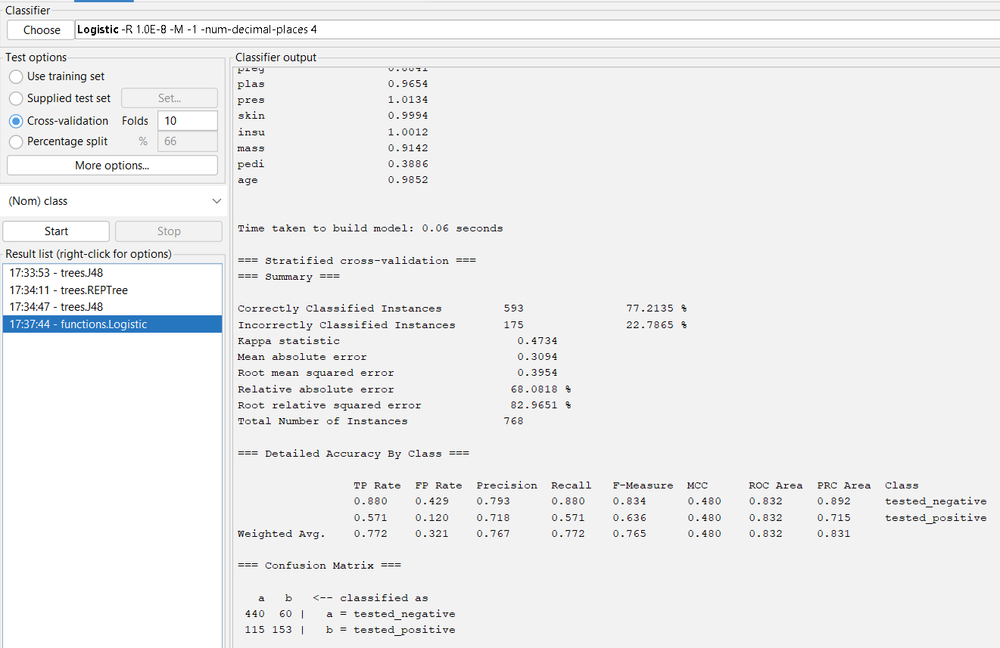 Classifier
Choose Logistic -R 1.0E-8 -M -1 -num-decimal-places 4
Test options
Use training set
Supplied test set Set...
Cross-validation Folds 10
Percentage split % 66
More options...
(Nom) class
Start Stop
Result list (right-click for options)
17:33:53 - trees.J48
17:34:11 - trees.REPTree
17:34:47 - trees.J48
17:37:44 - functions.Logistic
Classifier output
preg 0.8841
plas 0.9654
pres 1.0134
skin 0.9994
insu 1.0012
mass 0.9142
pedi 0.3886
age 0.9852
Time taken to build model: 0.06 seconds
=== Stratified cross-validation ===
=== Summary ===
Correctly Classified Instances 593 77.2135 %
Incorrectly Classified Instances 175 22.7865 %
Kappa statistic 0.4734
Mean absolute error 0.3094
Root mean squared error 0.3954
Relative absolute error 68.0818 %
Root relative squared error 82.9651 %
Total Number of Instances 768
=== Detailed Accuracy By Class ===
TP Rate FP Rate Precision Recall F-Measure MCC ROC Area PRC Area Class
0.880 0.429 0.793 0.880 0.834 0.480 0.832 0.892 tested_negative
0.571 0.120 0.718 0.571 0.636 0.480 0.832 0.715 tested_positive
Weighted Avg. 0.772 0.321 0.767 0.772 0.765 0.480 0.832 0.831
=== Confusion Matrix ===
a b <-- classified as
440 60 | a = tested_negative
115 153 | b = tested_positive